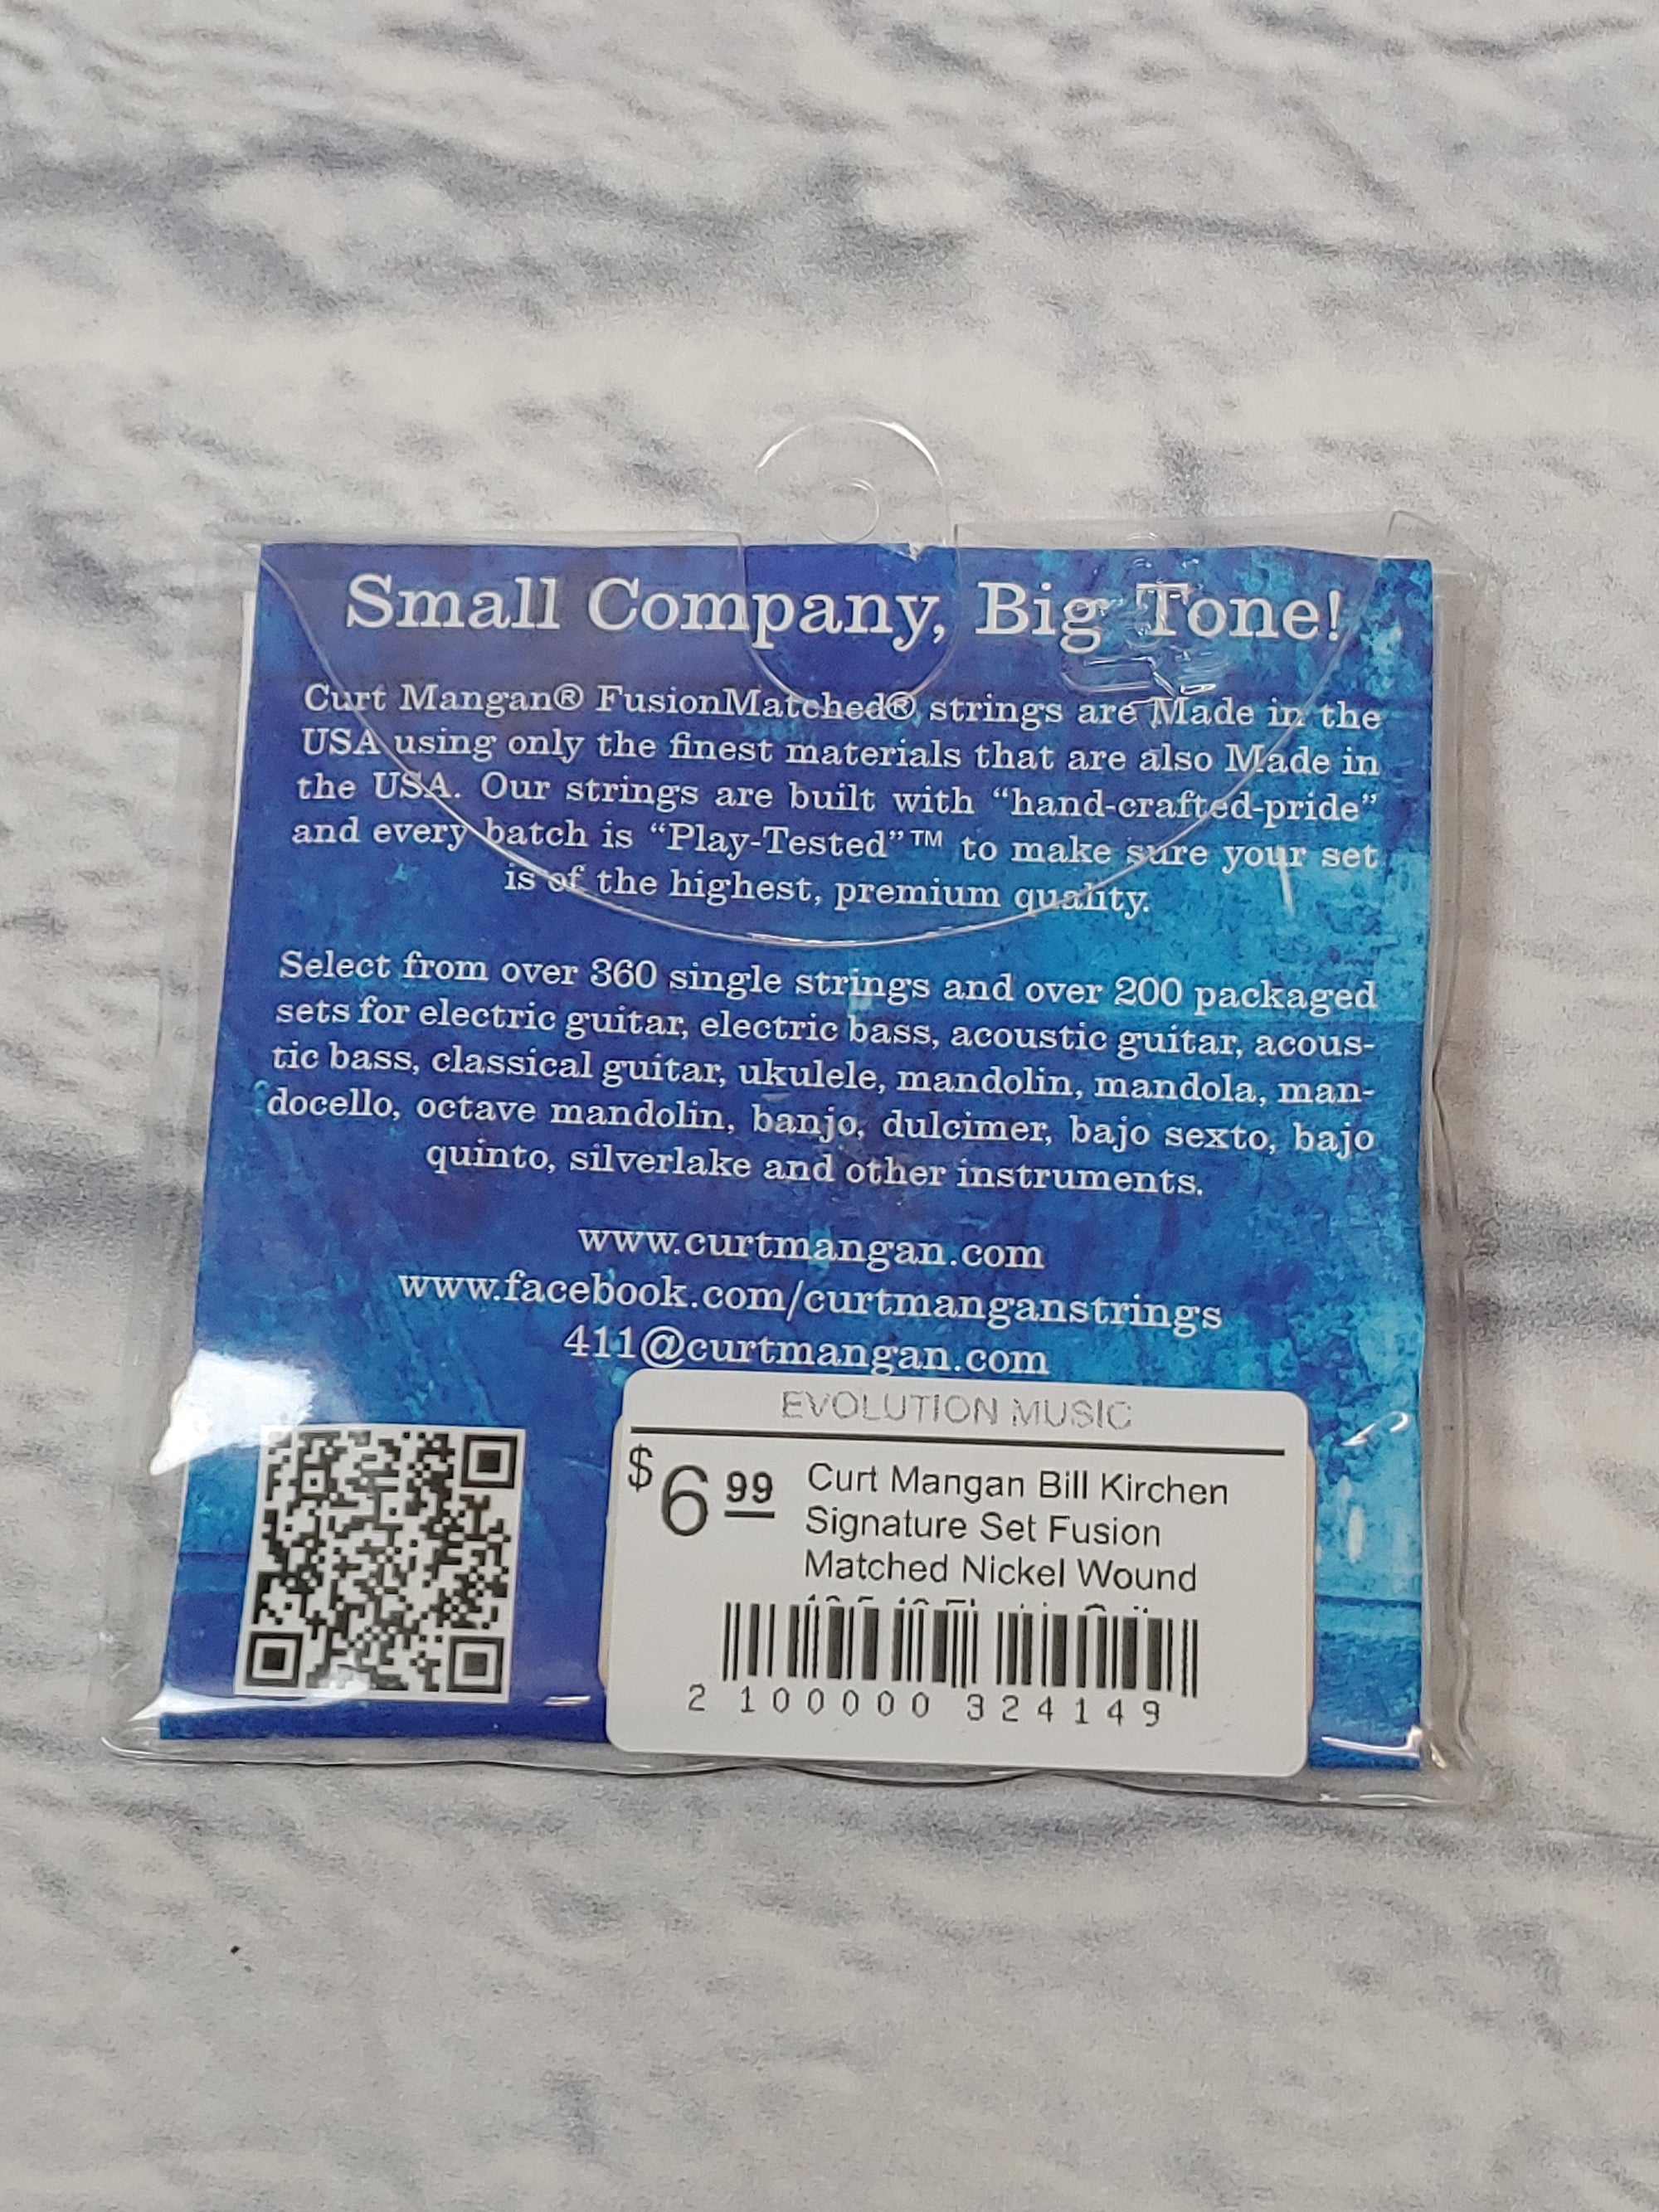 Small Company, Big Tone!
Curt Mangan® FusionMatched® strings are Made in the
USA using only the finest materials that are also Made in
the USA. Our strings are built with “hand-crafted-pride”
and every batch is “Play-Tested”™ to make sure your set
is of the highest, premium quality.
Select from over 360 single strings and over 200 packaged
sets for electric guitar, electric bass, acoustic guitar, acous-
tic bass, classical guitar, ukulele, mandolin, mandola, man-
docello, octave mandolin, banjo, dulcimer, bajo sexto, bajo
quinto, silverlake and other instruments.
www.curtmangan.com
www.facebook.com/curtmanganstrings
411@curtmangan.com
EVOLUTION MUSIC
$6 99
Curt Mangan Bill Kirchen
Signature Set Fusion
Matched Nickel Wound
2 100000 324149